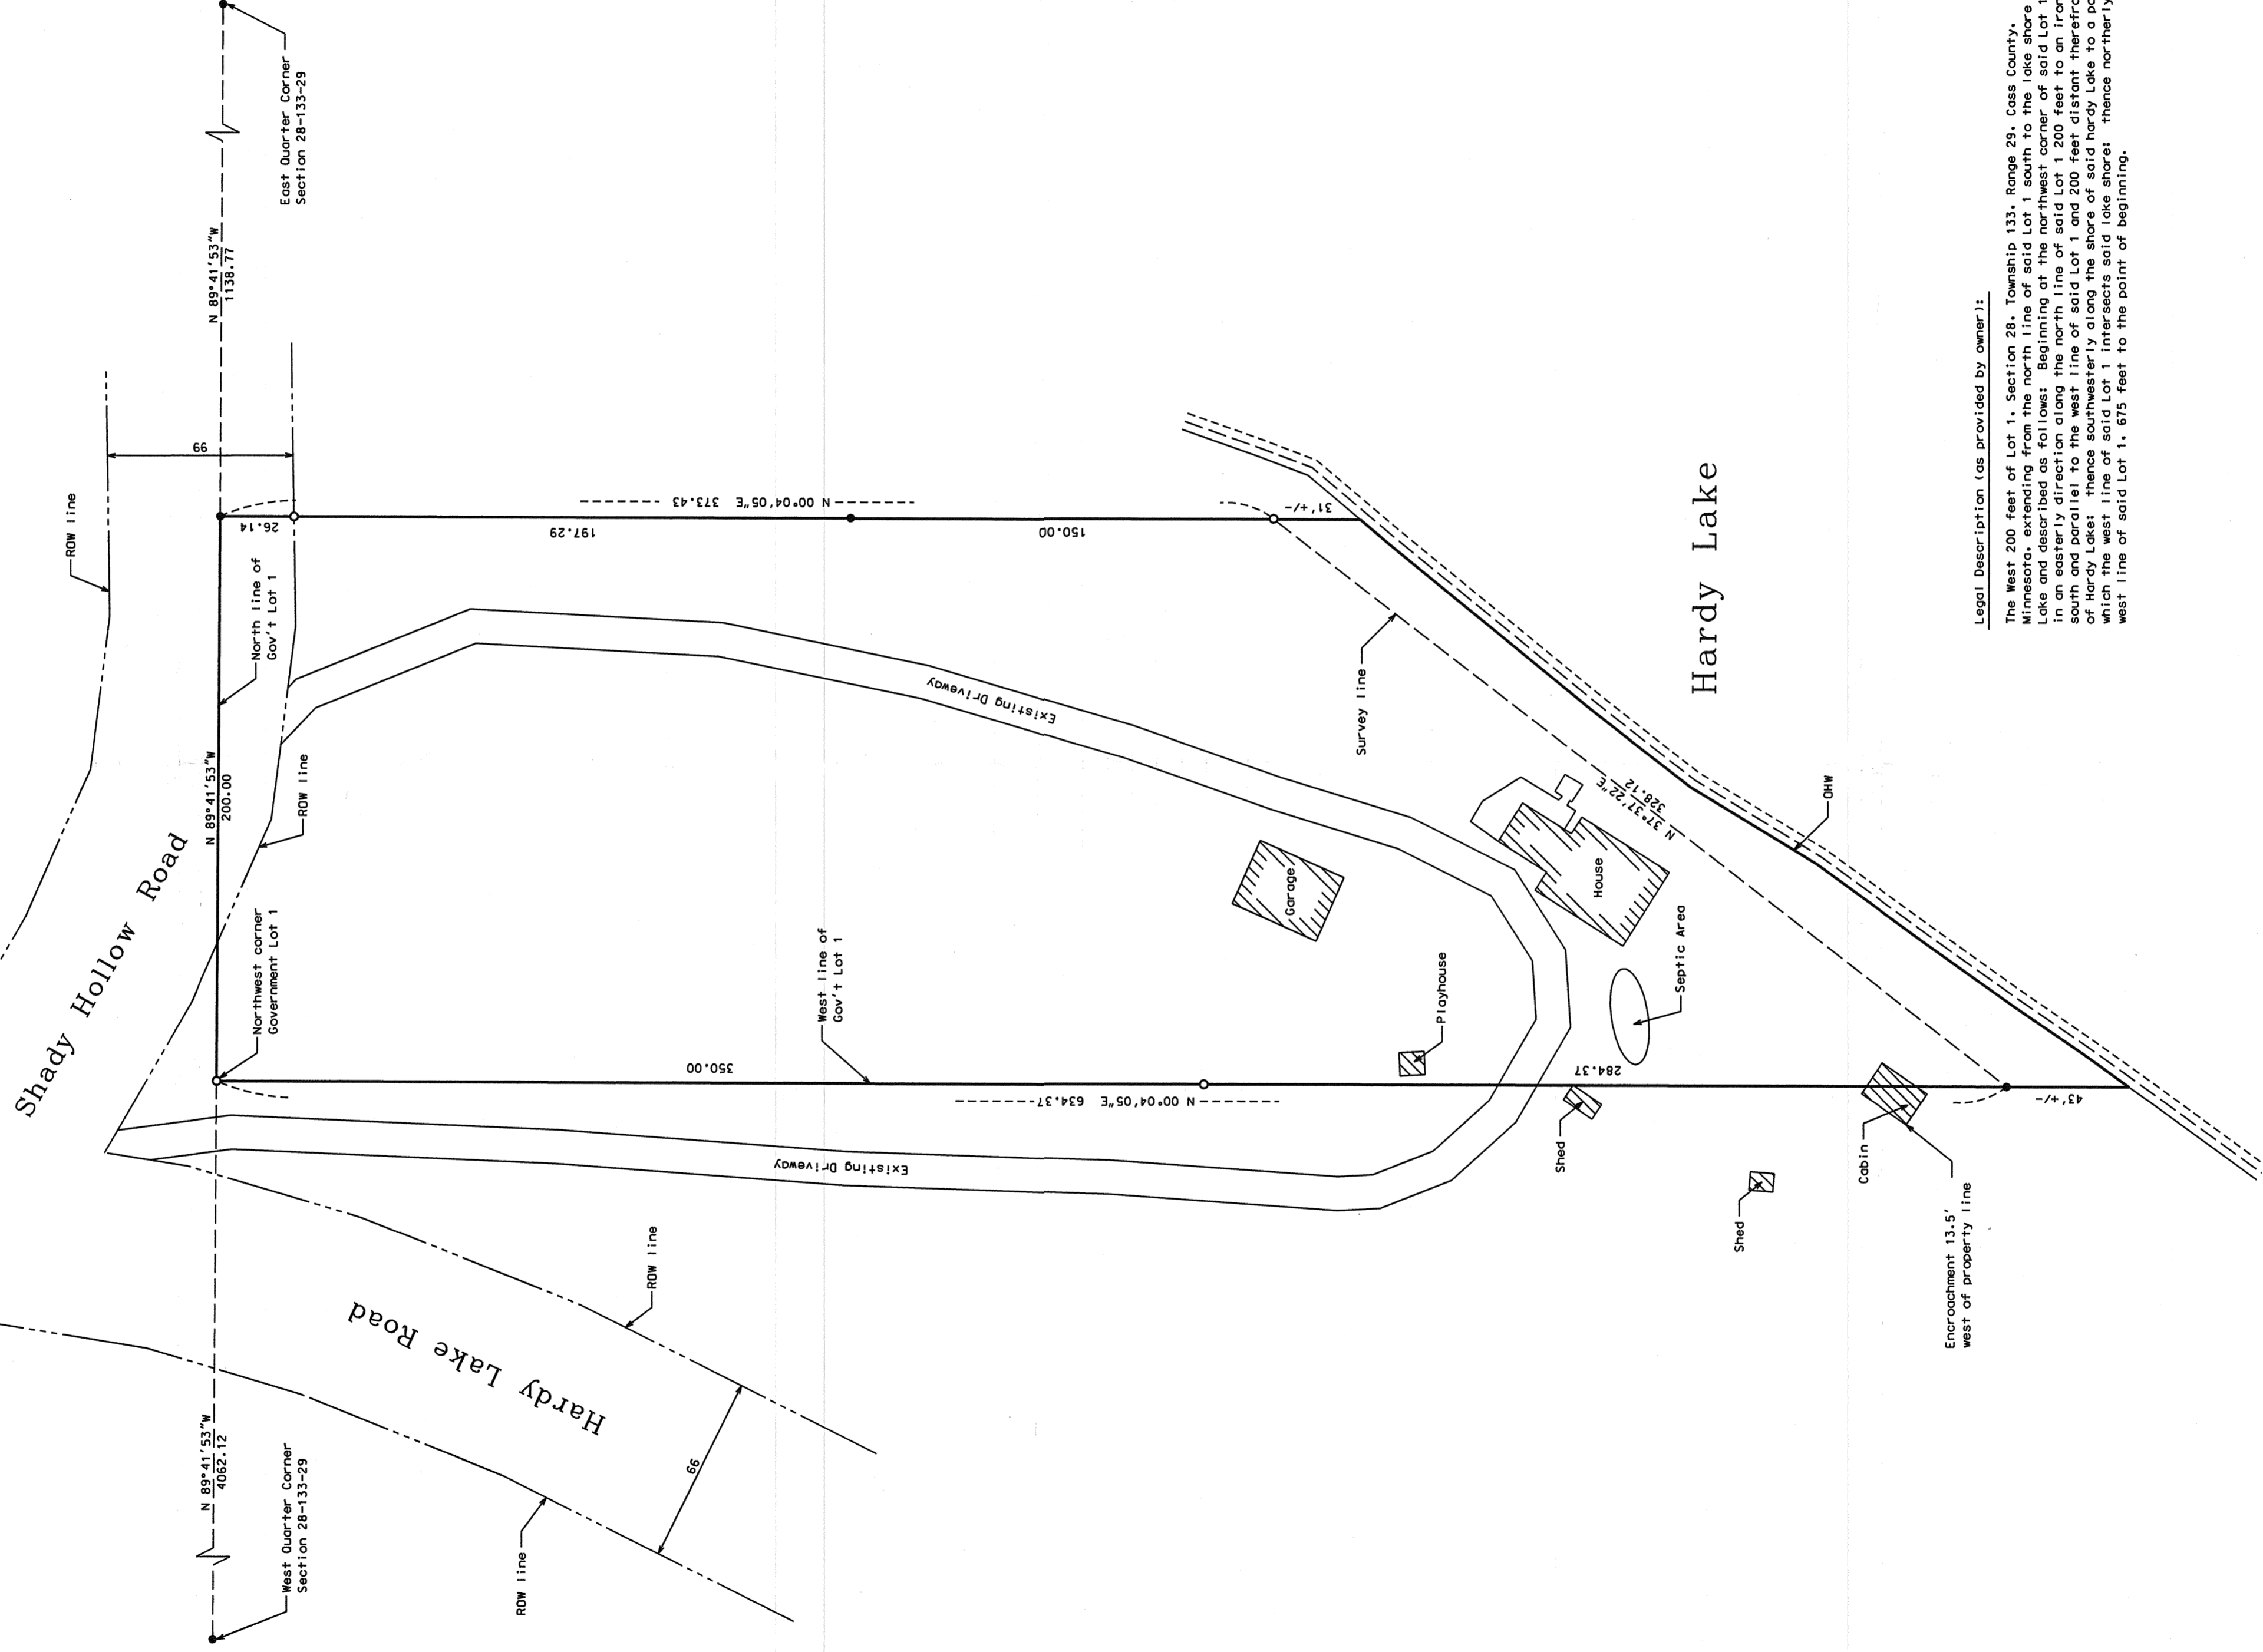 East Quarter Corner
Section 28-133-29
N 89°41'53"W
1138.77
ROW line
99
26.14
N 00°04'05"E 373.43
197.29
150.00
31'+/-
North line of
Gov't Lot 1
N 89°41'53"W
200.00
ROW line
Shady Hollow Road
Northwest corner
Government Lot 1
Existing Driveway
Survey line
Hardy Lake
N 37°37'22"E
328.12
OHW
Garage
House
Septic Area
Playhouse
West line of
Gov't Lot 1
350.00
N 00°04'05"E 634.37
284.37
43'+/-
Existing Driveway
Shed
Shed
Cabin
Encroachment 13.5'
west of property line
ROW line
Hardy Lake Road
66
ROW line
N 89°41'53"W
4062.12
West Quarter Corner
Section 28-133-29
Legal Description (as provided by owner):
The West 200 feet of Lot 1, Section 28, Township 133, Range 29, Cass County,
Minnesota, extending from the north line of said Lot 1 south to the lake shore
Lake and described as follows: Beginning at the northwest corner of said Lot 1
in an easterly direction along the north line of said Lot 1 200 feet to an iron
south and parallel to the west line of said Lot 1 and 200 feet distant therefro
of Hardy Lake; thence southwesterly along the shore of said hardy Lake to a po
which the west line of said Lot 1 intersects said lake shore; thence northerly
west line of said Lot 1, 675 feet to the point of beginning.